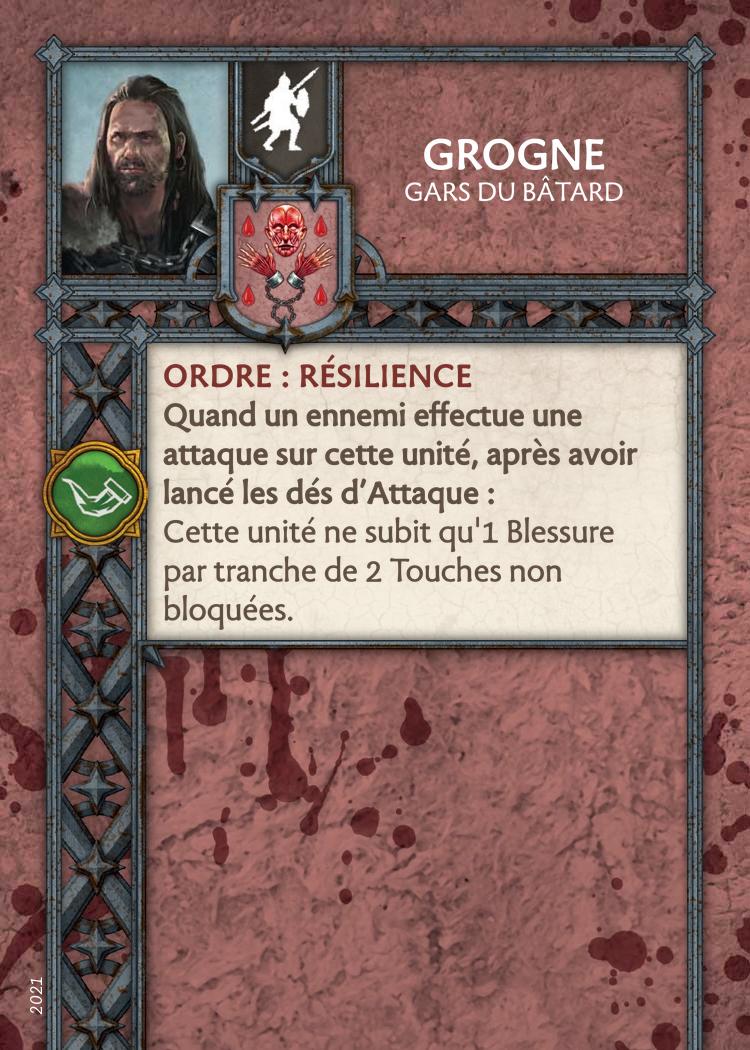 GROGNE
GARS DU BÂTARD
ORDRE : RÉSILIENCE
Quand un ennemi effectue une
attaque sur cette unité, après avoir
lancé les dés d'Attaque :
Cette unité ne subit qu'1 Blessure
par tranche de 2 Touches non
bloquées.
2021